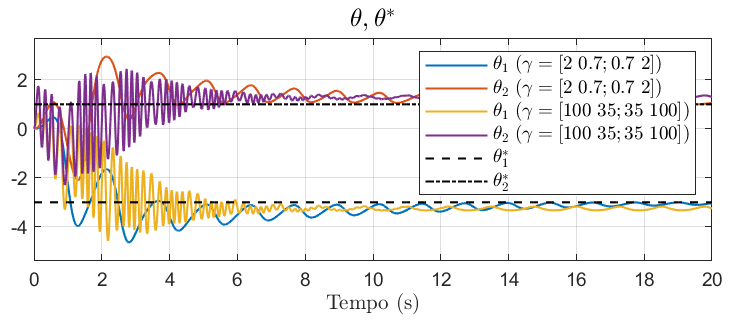 θ, θ*
θ₁ (γ = [2 0.7; 0.7 2])
θ₂ (γ = [2 0.7; 0.7 2])
θ₁ (γ = [100 35; 35 100])
θ₂ (γ = [100 35; 35 100])
θ₁*
θ₂*
2
0
-2
-4
0 2 4 6 8 10 12 14 16 18 20
Tempo (s)